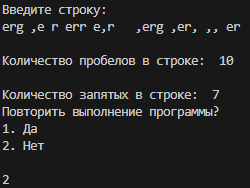 Введите строку:
erg ,e r err e,r   ,erg ,er, ,, er
Количество пробелов в строке:  10
Количество запятых в строке:  7
Повторить выполнение программы?
1. Да
2. Нет
2